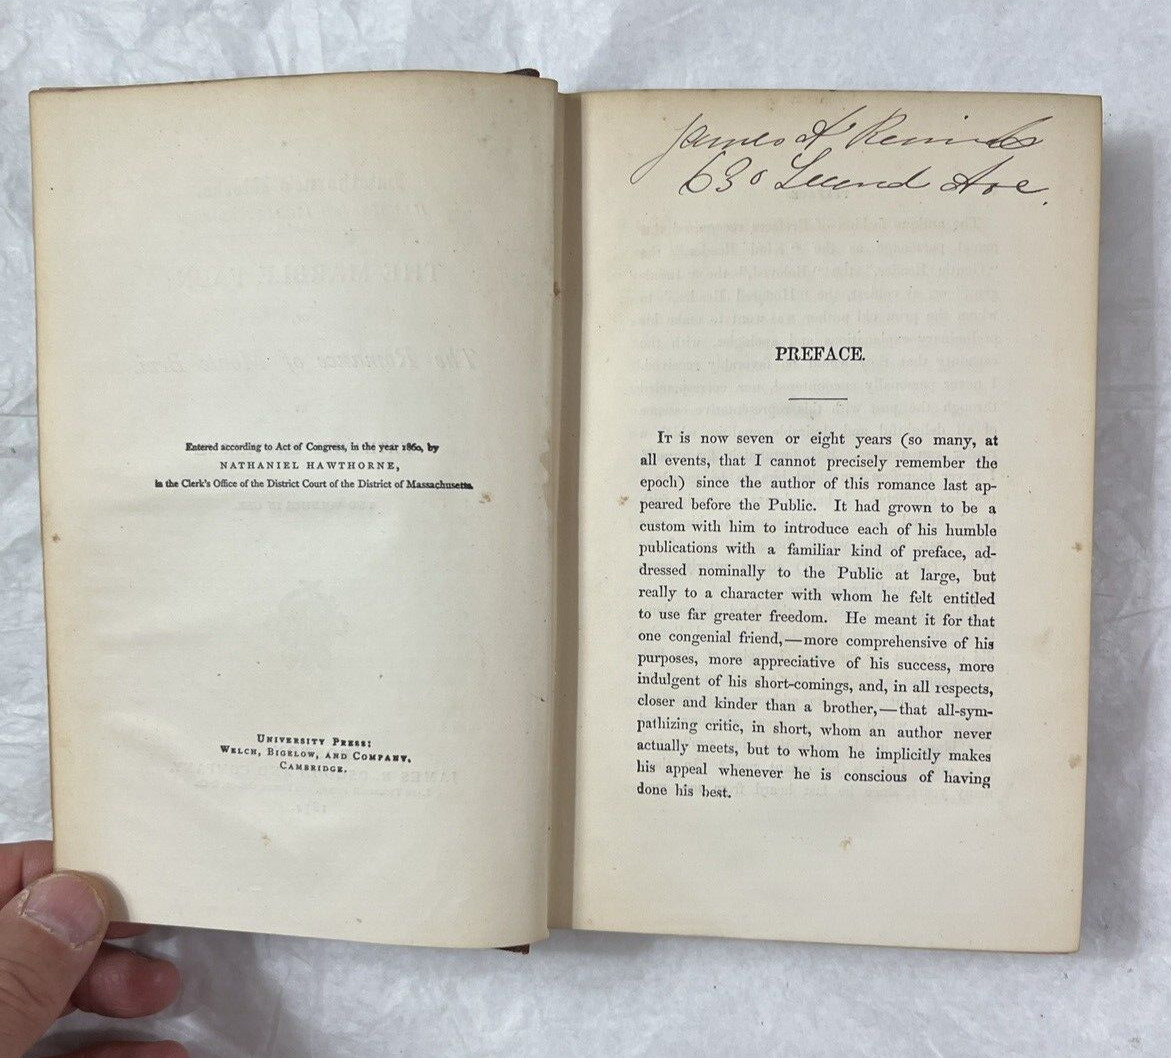 Entered according to Act of Congress, in the year 1860, by
NATHANIEL HAWTHORNE,
in the Clerk's Office of the District Court of the District of Massachusetts.
UNIVERSITY PRESS:
WELCH, BIGELOW, AND COMPANY,
CAMBRIDGE.
James
630 Second Ave.
PREFACE.
IT is now seven or eight years (so many, at
all events, that I cannot precisely remember the
epoch) since the author of this romance last ap-
peared before the Public. It had grown to be a
custom with him to introduce each of his humble
publications with a familiar kind of preface, ad-
dressed nominally to the Public at large, but
really to a character with whom he felt entitled
to use far greater freedom. He meant it for that
one congenial friend,—more comprehensive of his
purposes, more appreciative of his success, more
indulgent of his short-comings, and, in all respects,
closer and kinder than a brother,—that all-sym-
pathizing critic, in short, whom an author never
actually meets, but to whom he implicitly makes
his appeal whenever he is conscious of having
done his best.